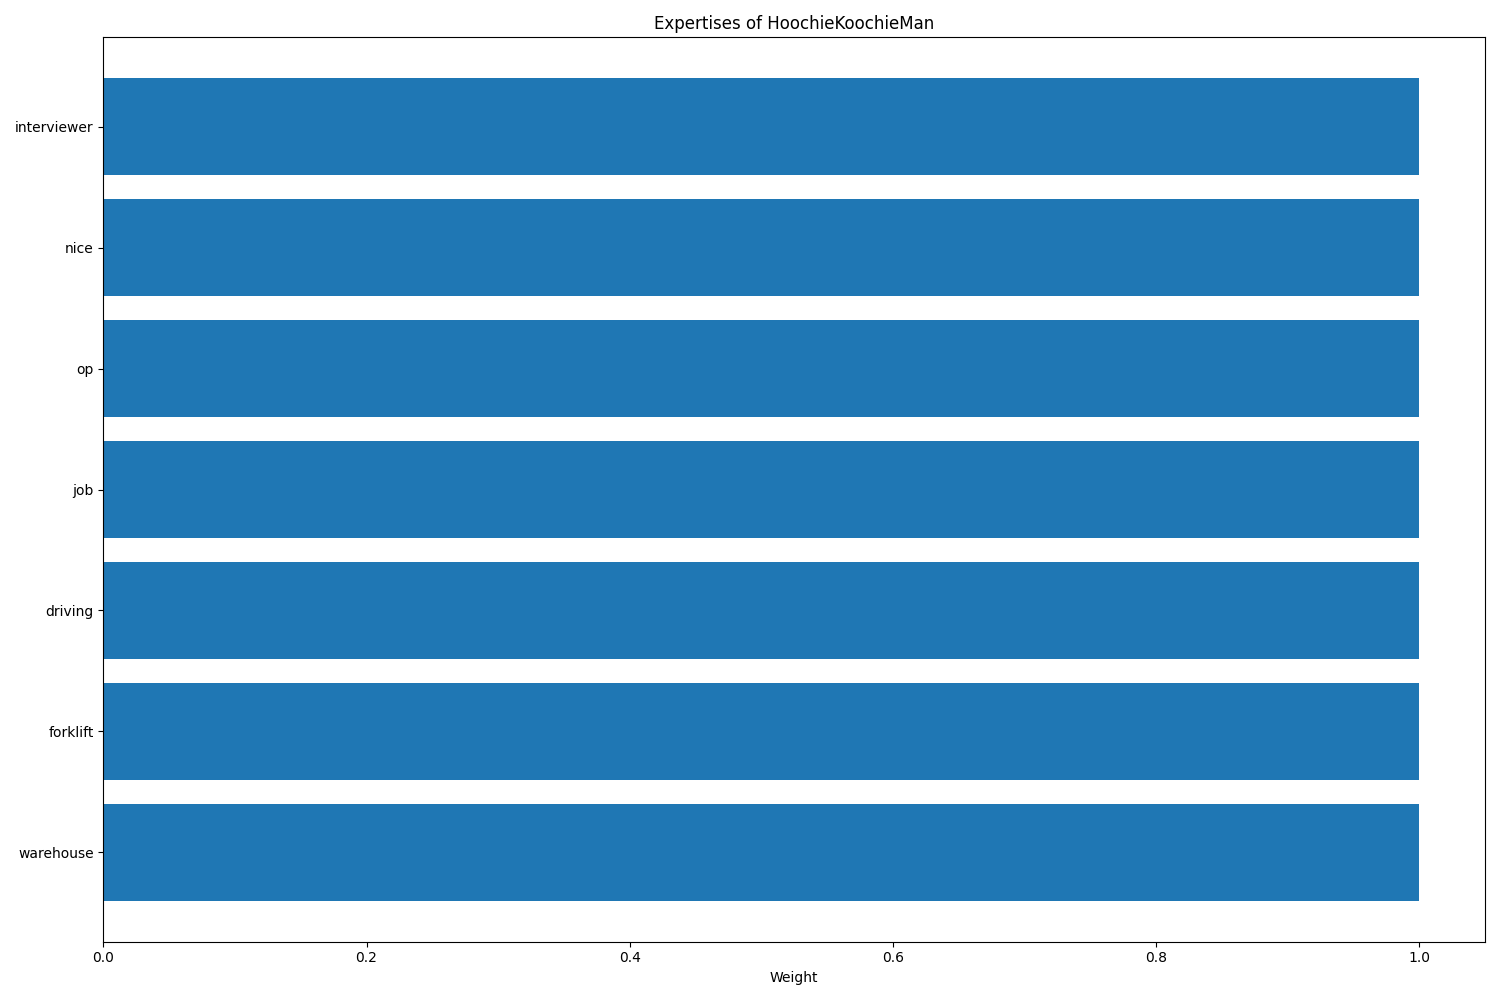 Expertises of HoochieKoochieMan
interviewer
nice
op
job
driving
forklift
warehouse
0.0 0.2 0.4 0.6 0.8 1.0
Weight